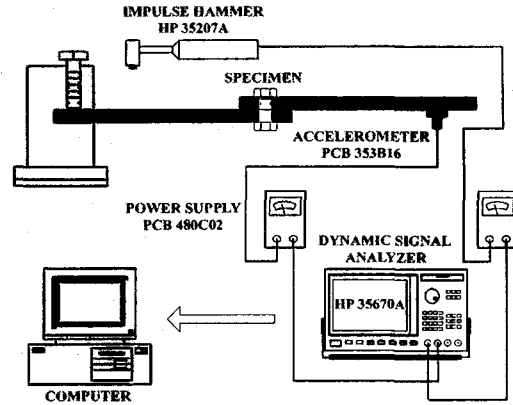 IMPULSE HAMMER
HP 35207A
SPECIMEN
ACCELEROMETER
PCB 353B16
POWER SUPPLY
PCB 480C02
DYNAMIC SIGNAL
ANALYZER
HP 35670A
COMPUTER